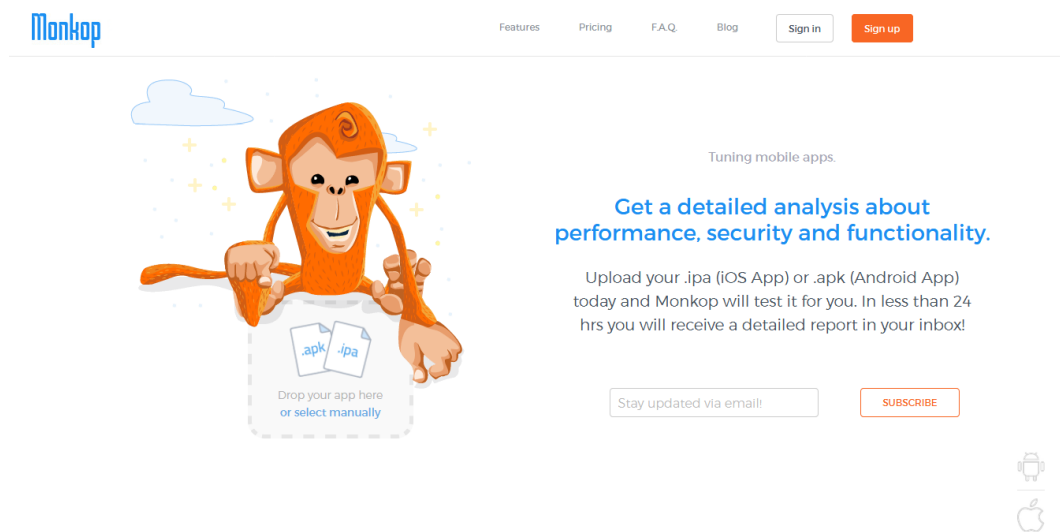 Monkop
Features
Pricing
F.A.Q.
Blog
Sign in
Sign up
Tuning mobile apps.
Get a detailed analysis about
performance, security and functionality.
Upload your .ipa (iOS App) or .apk (Android App)
today and Monkop will test it for you. In less than 24
hrs you will receive a detailed report in your inbox!
.apk
.ipa
Drop your app here
or select manually
Stay updated via email!
SUBSCRIBE